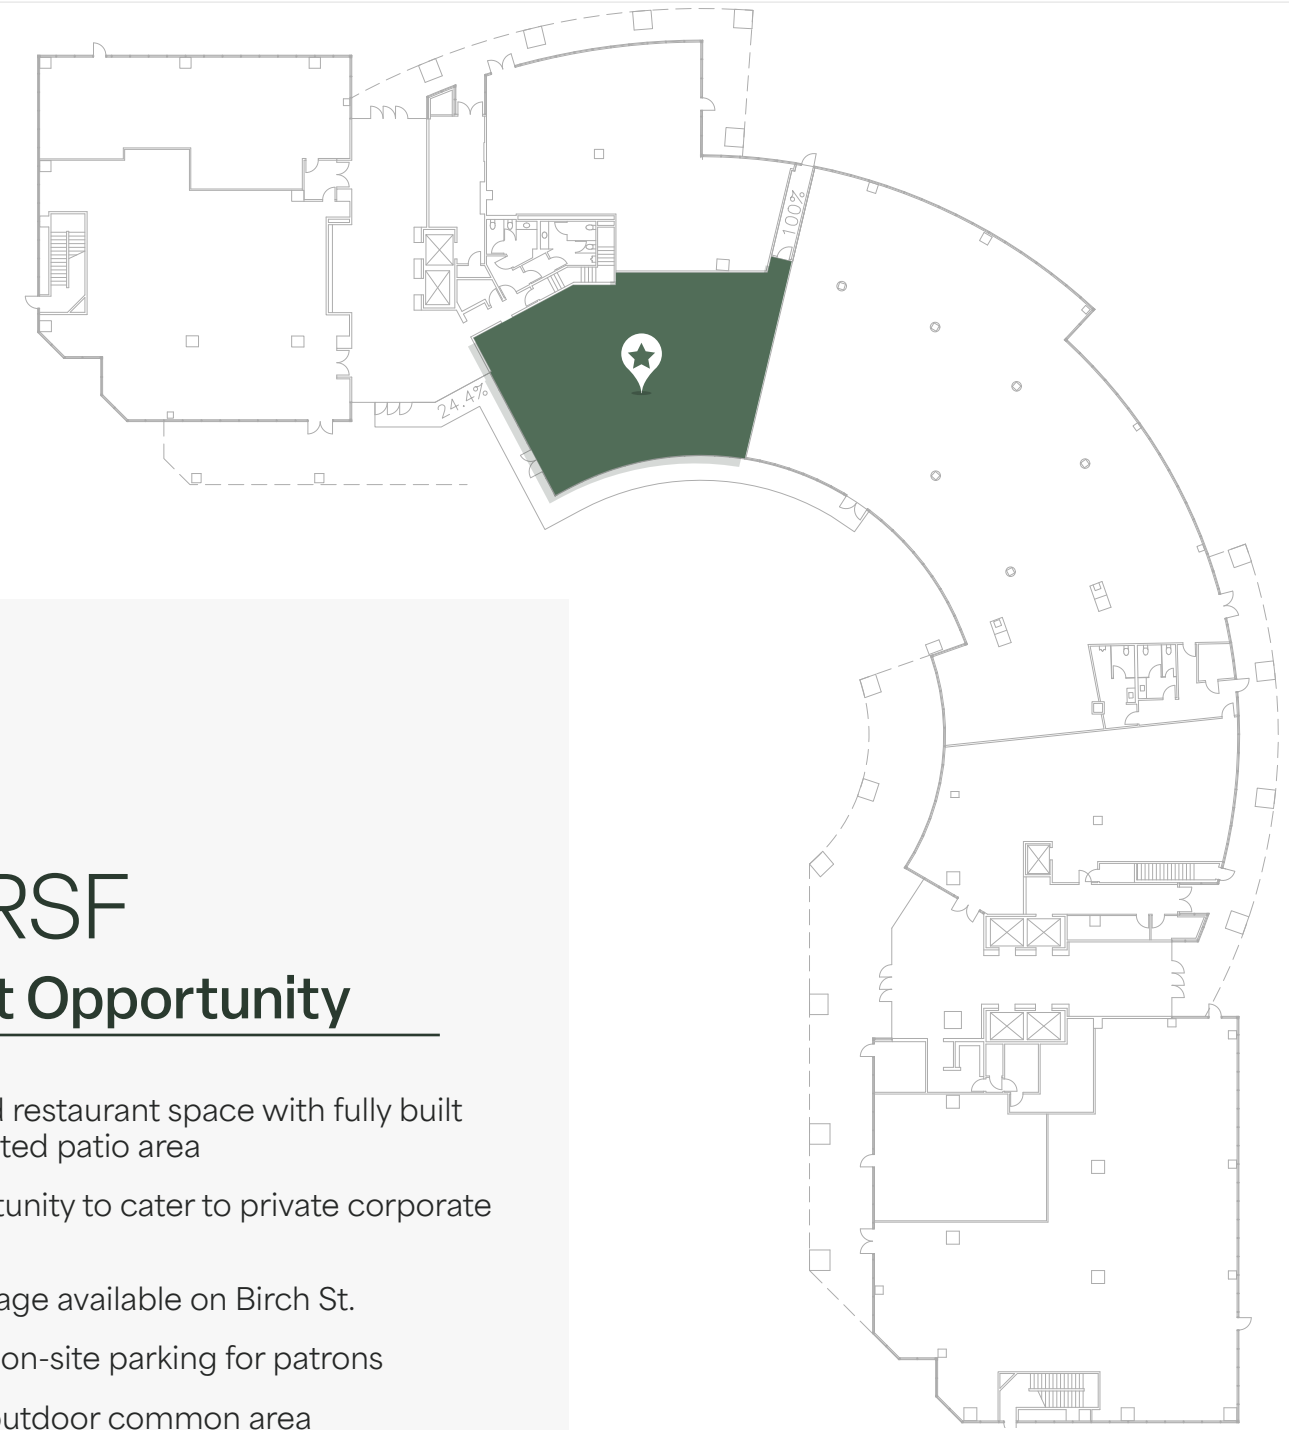 100%
24.4%
RSF
t Opportunity
d restaurant space with fully built
ted patio area
tunity to cater to private corporate
age available on Birch St.
on-site parking for patrons
outdoor common area